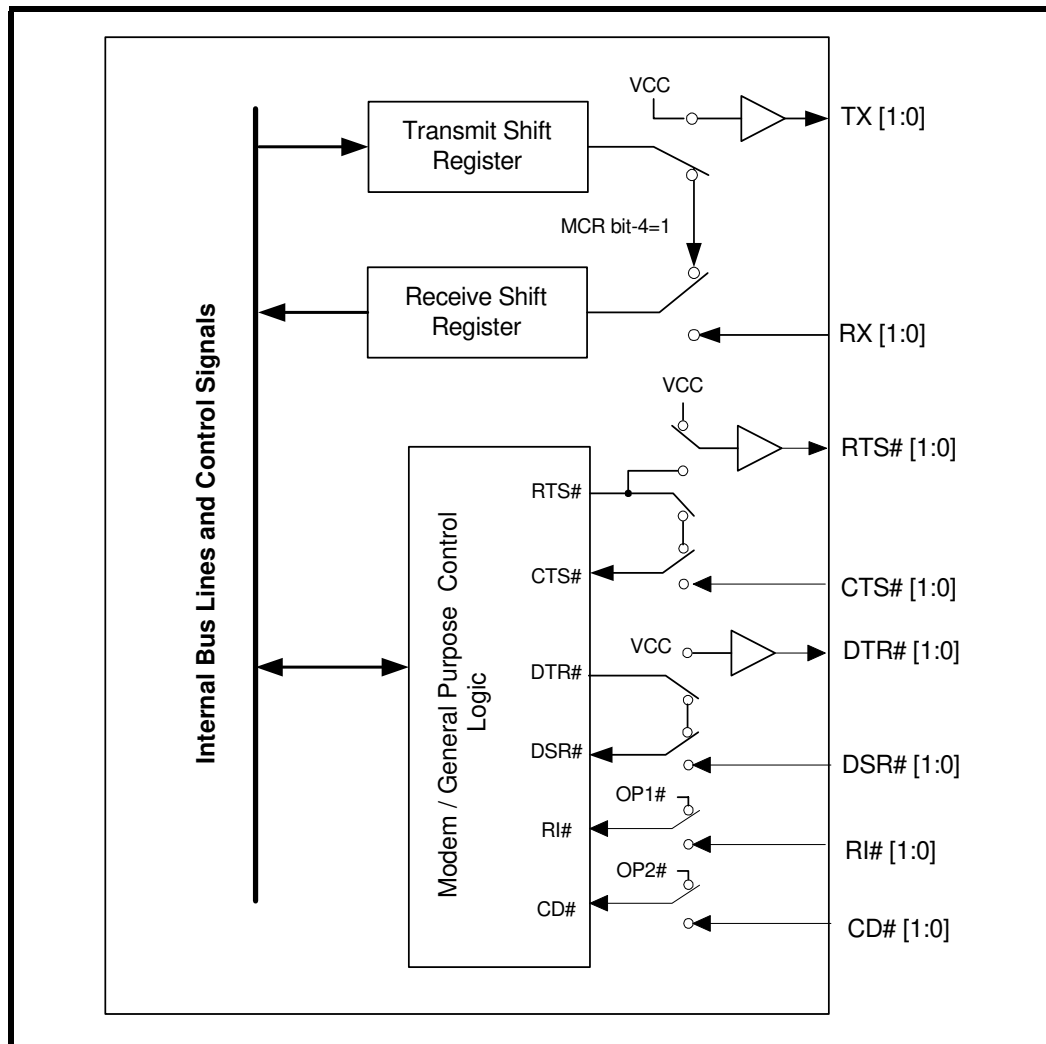 VCC
TX [1:0]
Transmit Shift
Register
MCR bit-4=1
Receive Shift
Register
RX [1:0]
Internal Bus Lines and Control Signals
VCC
RTS# [1:0]
RTS#
CTS#
CTS# [1:0]
Modem / General Purpose Control
Logic
VCC
DTR# [1:0]
DTR#
DSR#
DSR# [1:0]
OP1#
RI#
RI# [1:0]
OP2#
CD#
CD# [1:0]